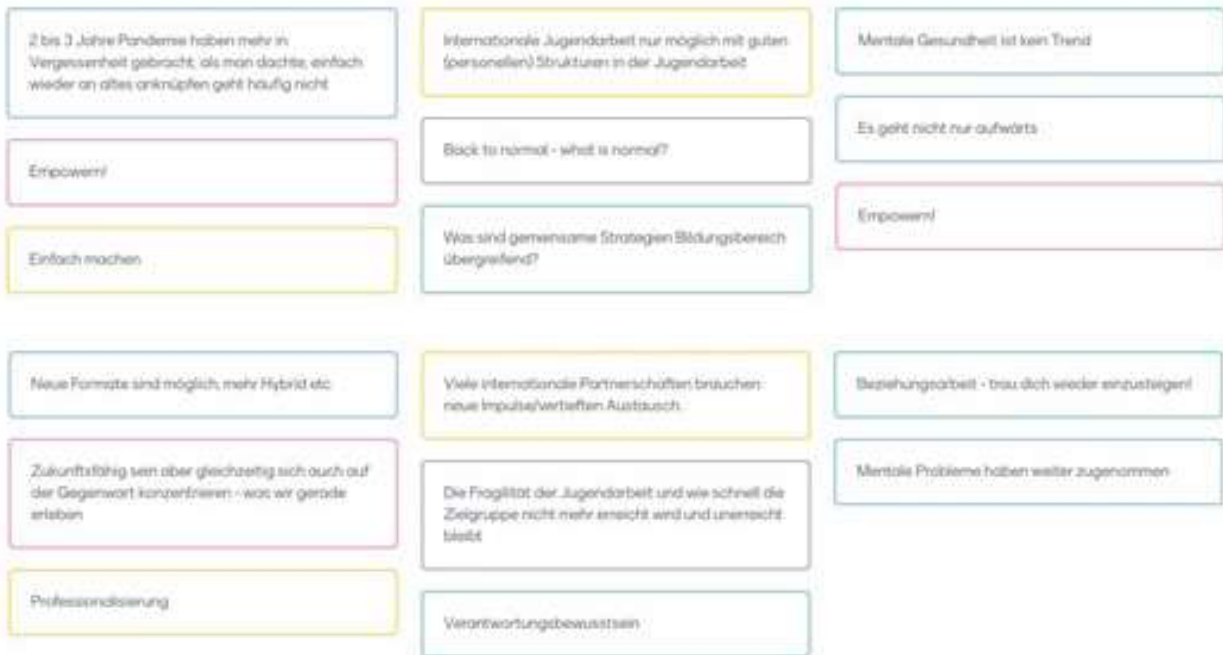 2 bis 3 Jahre Pandemie haben mehr in
Vergessenheit gebracht, als man dachte, einfach
wieder an altes anknüpfen geht häufig nicht
Empowern!
Einfach machen
Internationale Jugendarbeit nur möglich mit guten
(personellen) Strukturen in der Jugendarbeit
Back to normal - what is normal?
Was sind gemeinsame Strategien Bildungsbereich
übergreifend?
Mentale Gesundheit ist kein Trend
Es geht nicht nur aufwärts
Empowern!
Neue Formate sind möglich, mehr Hybrid etc
Zukunftsfähig sein aber gleichzeitig sich auch auf
der Gegenwart konzentrieren - was wir gerade
erleben
Professionalisierung
Viele internationale Partnerschaften brauchen
neue Impulse/vertieften Austausch.
Die Fragilität der Jugendarbeit und wie schnell die
Zielgruppe nicht mehr erreicht wird und unerreicht
bleibt
Verantwortungsbewusstsein
Beziehungsarbeit - trau dich wieder einzusteigen!
Mentale Probleme haben weiter zugenommen